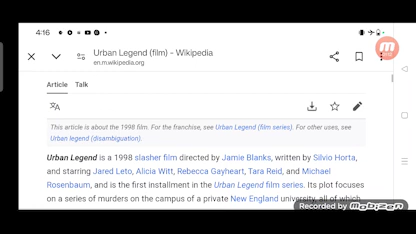 4:16
Urban Legend (film) - Wikipedia
en.m.wikipedia.org
Article Talk
This article is about the 1998 film. For the franchise, see Urban Legend (film series). For other uses, see
Urban legend (disambiguation).
Urban Legend is a 1998 slasher film directed by Jamie Blanks, written by Silvio Horta,
and starring Jared Leto, Alicia Witt, Rebecca Gayheart, Tara Reid, and Michael
Rosenbaum, and is the first installment in the Urban Legend film series. Its plot focuses
on a series of murders on the campus of a private New England university, all of which
Recorded by Mobizen